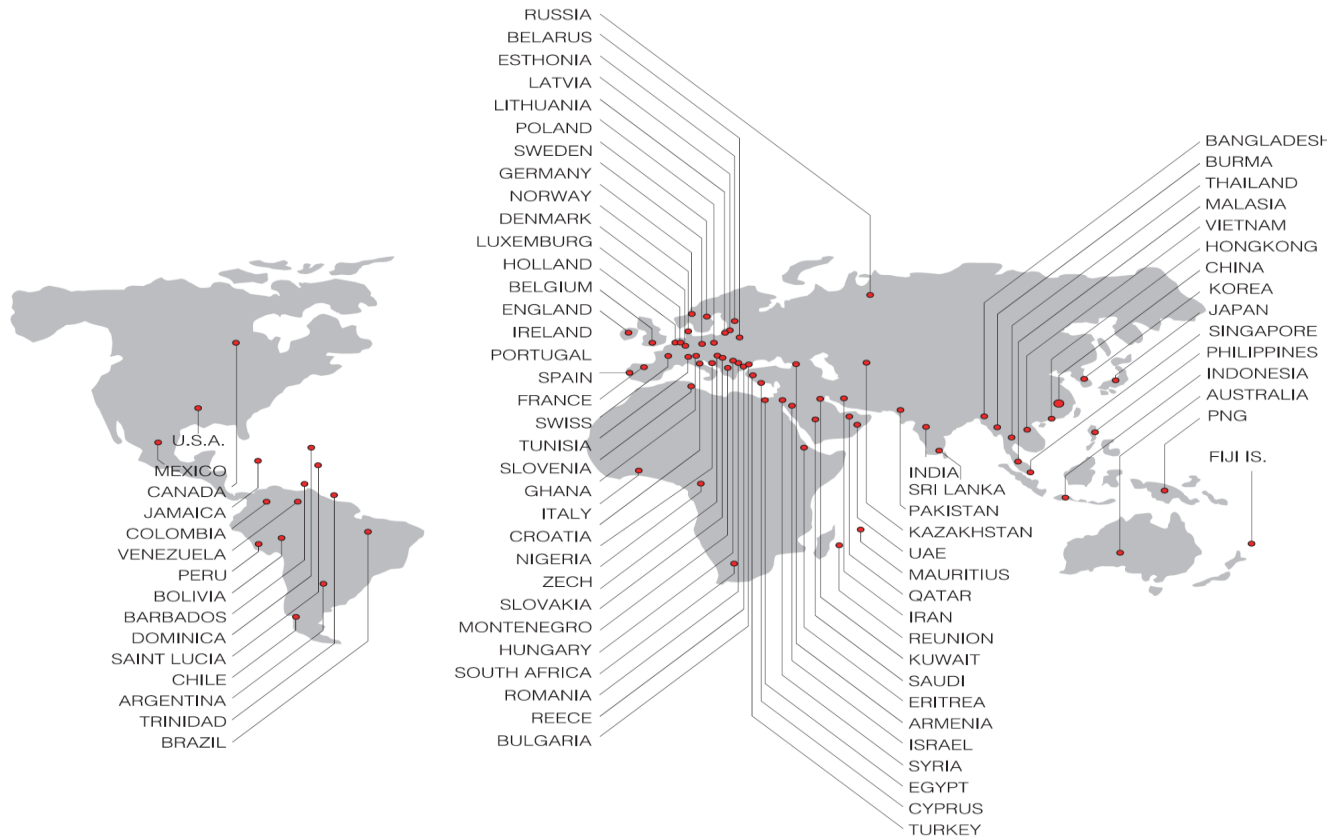 RUSSIA
BELARUS
ESTHONIA
LATVIA
LITHUANIA
POLAND
SWEDEN
GERMANY
NORWAY
DENMARK
LUXEMBURG
HOLLAND
BELGIUM
ENGLAND
IRELAND
PORTUGAL
SPAIN
FRANCE
SWISS
TUNISIA
SLOVENIA
GHANA
ITALY
CROATIA
NIGERIA
ZECH
SLOVAKIA
MONTENEGRO
HUNGARY
SOUTH AFRICA
ROMANIA
REECE
BULGARIA
U.S.A.
MEXICO
CANADA
JAMAICA
COLOMBIA
VENEZUELA
PERU
BOLIVIA
BARBADOS
DOMINICA
SAINT LUCIA
CHILE
ARGENTINA
TRINIDAD
BRAZIL
BANGLADESH
BURMA
THAILAND
MALASIA
VIETNAM
HONGKONG
CHINA
KOREA
JAPAN
SINGAPORE
PHILIPPINES
INDONESIA
AUSTRALIA
PNG
FIJI IS.
INDIA
SRI LANKA
PAKISTAN
KAZAKHSTAN
UAE
MAURITIUS
QATAR
IRAN
REUNION
KUWAIT
SAUDI
ERITREA
ARMENIA
ISRAEL
SYRIA
EGYPT
CYPRUS
TURKEY